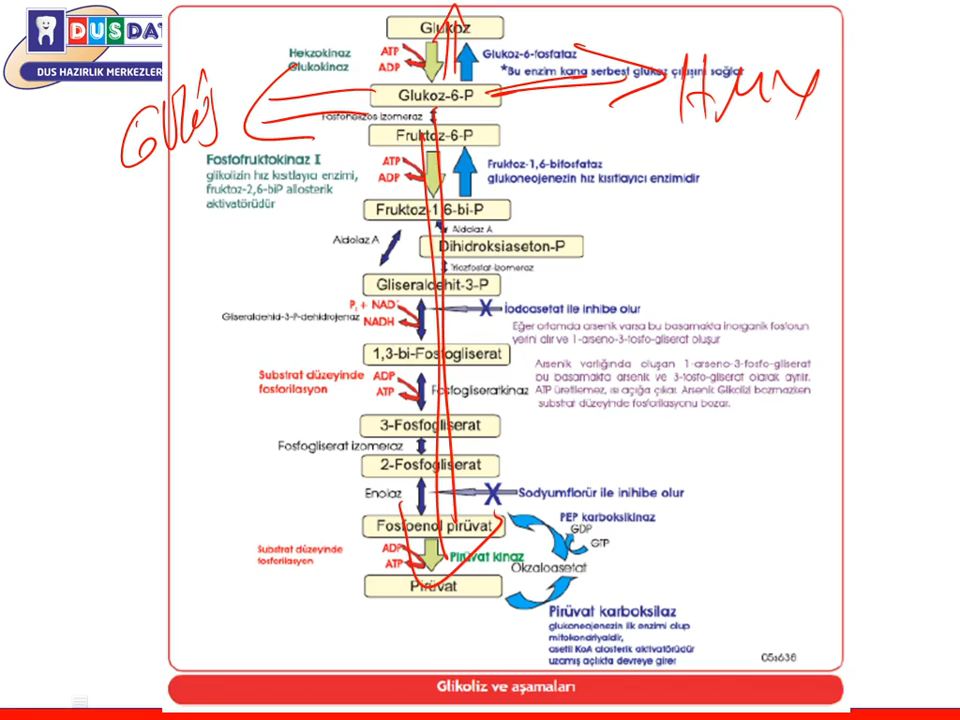 DUSDAT
DUS HAZIRLIK MERKEZLER
Glukoz
Hekzokinaz
Glukokinaz
ATP
ADP
Glukoz-6-fosfataz
*Bu enzim kana serbest glukoz çıkışını sağlar
Glukoz-6-P
HMY
Fosfoheksoz izomeraz
Fruktoz-6-P
Fosfofruktokinaz I
glikolizin hız kısıtlayıcı enzimi,
fruktoz-2,6-biP allosterik
aktivatörüdür
ATP
ADP
Fruktoz-1,6-bifosfataz
glukoneojenezin hız kısıtlayıcı enzimidir
Fruktoz-1,6-bi-P
Aldolaz A
Aldolaz A
Dihidroksiaseton-P
Triozfosfat-izomeraz
Gliseraldehit-3-P
Pi + NAD+
Gliseraldehid-3-P-dehidrojenaz
NADH
İodoasetat ile inhibe olur
Eğer ortamda arsenik varsa bu basamakta inorganik fosforun
yerini alır ve 1-arseno-3-fosfo-gliserat oluşur
1,3-bi-Fosfogliserat
Substrat düzeyinde
fosforilasyon
ADP
ATP
Fosfogliseratkinaz
Arsenik varlığında oluşan 1-arseno-3-fosfo-gliserat
bu basamakta arsenik ve 3-fosfo-gliserat olarak ayrılır.
ATP üretilemez, ısı açığa çıkar. Arsenik Glikolizi bozmazken
substrat düzeyinde fosforilasyonu bozar.
3-Fosfogliserat
Fosfogliserat izomeraz
2-Fosfogliserat
Enolaz
Sodyumflorür ile inihibe olur
Fosfoenol pirüvat
PEP karboksikinaz
GDP
GTP
Substrat düzeyinde
fosforilasyon
ADP
ATP
Pirüvat kinaz
Okzaloasetat
Pirüvat
Pirüvat karboksilaz
glukoneojenezin ilk enzimi olup
mitokondriyaldir,
asetil KoA alosterik aktivatörüdür
uzamış açlıkta devreye girer
05s638
Glikoliz ve aşamaları